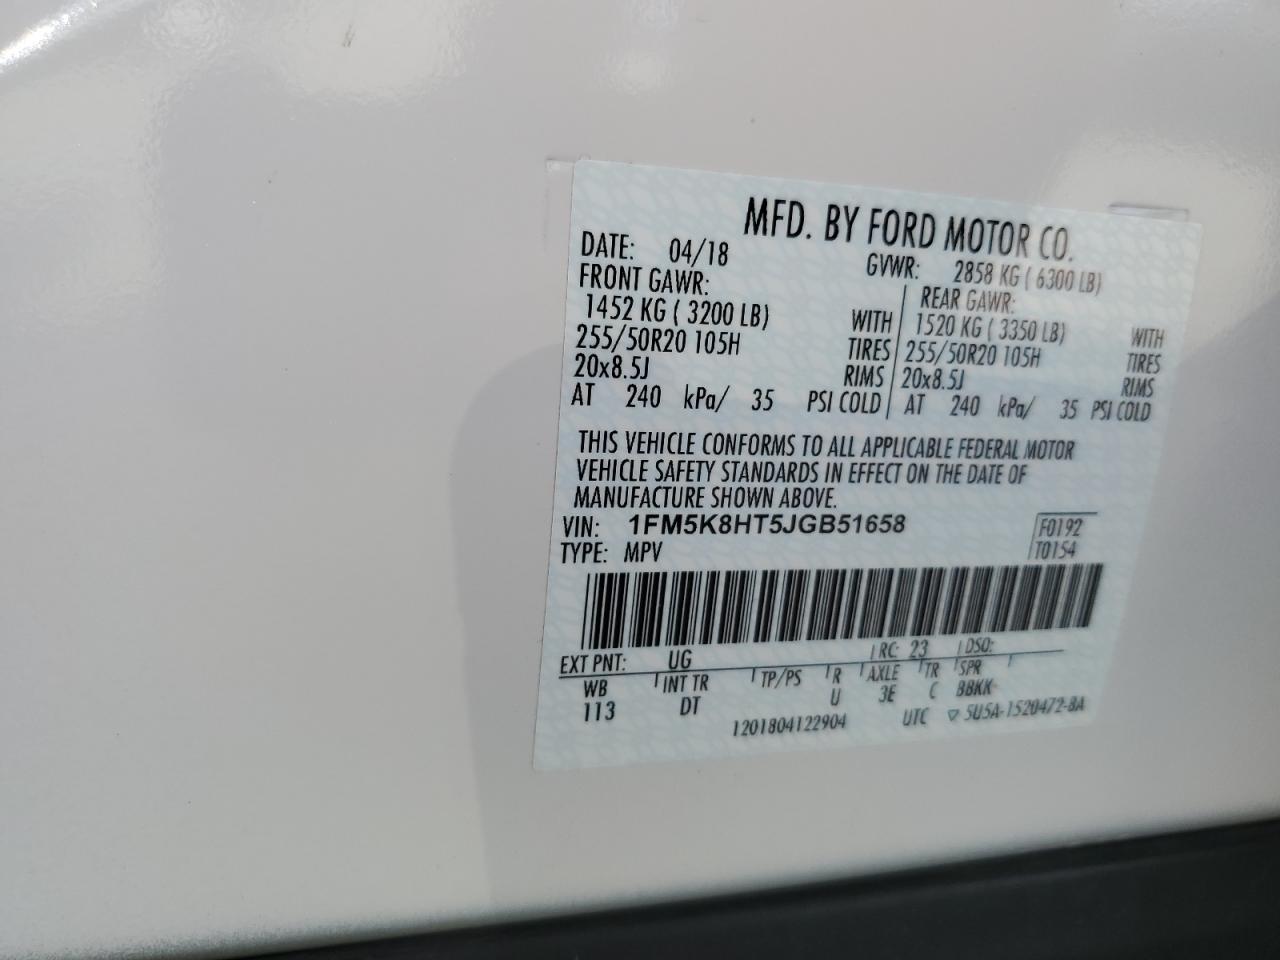 MFD. BY FORD MOTOR CO.
DATE: 04/18 GVWR: 2858 KG ( 6300 LB)
FRONT GAWR: REAR GAWR:
1452 KG ( 3200 LB) WITH 1520 KG ( 3350 LB) WITH
255/50R20 105H TIRES 255/50R20 105H TIRES
20x8.5J RIMS 20x8.5J RIMS
AT 240 kPa/ 35 PSI COLD AT 240 kPa/ 35 PSI COLD
THIS VEHICLE CONFORMS TO ALL APPLICABLE FEDERAL MOTOR
VEHICLE SAFETY STANDARDS IN EFFECT ON THE DATE OF
MANUFACTURE SHOWN ABOVE.
VIN: 1FM5K8HT5JGB51658 F0192
TYPE: MPV T0154
EXT PNT: UG RC: 23 DSO:
WB INT TR TP/PS R AXLE TR SPR
113 DT U 3E C BBKK
1201804122904 UTC ▽ 5U5A-1520472-BA